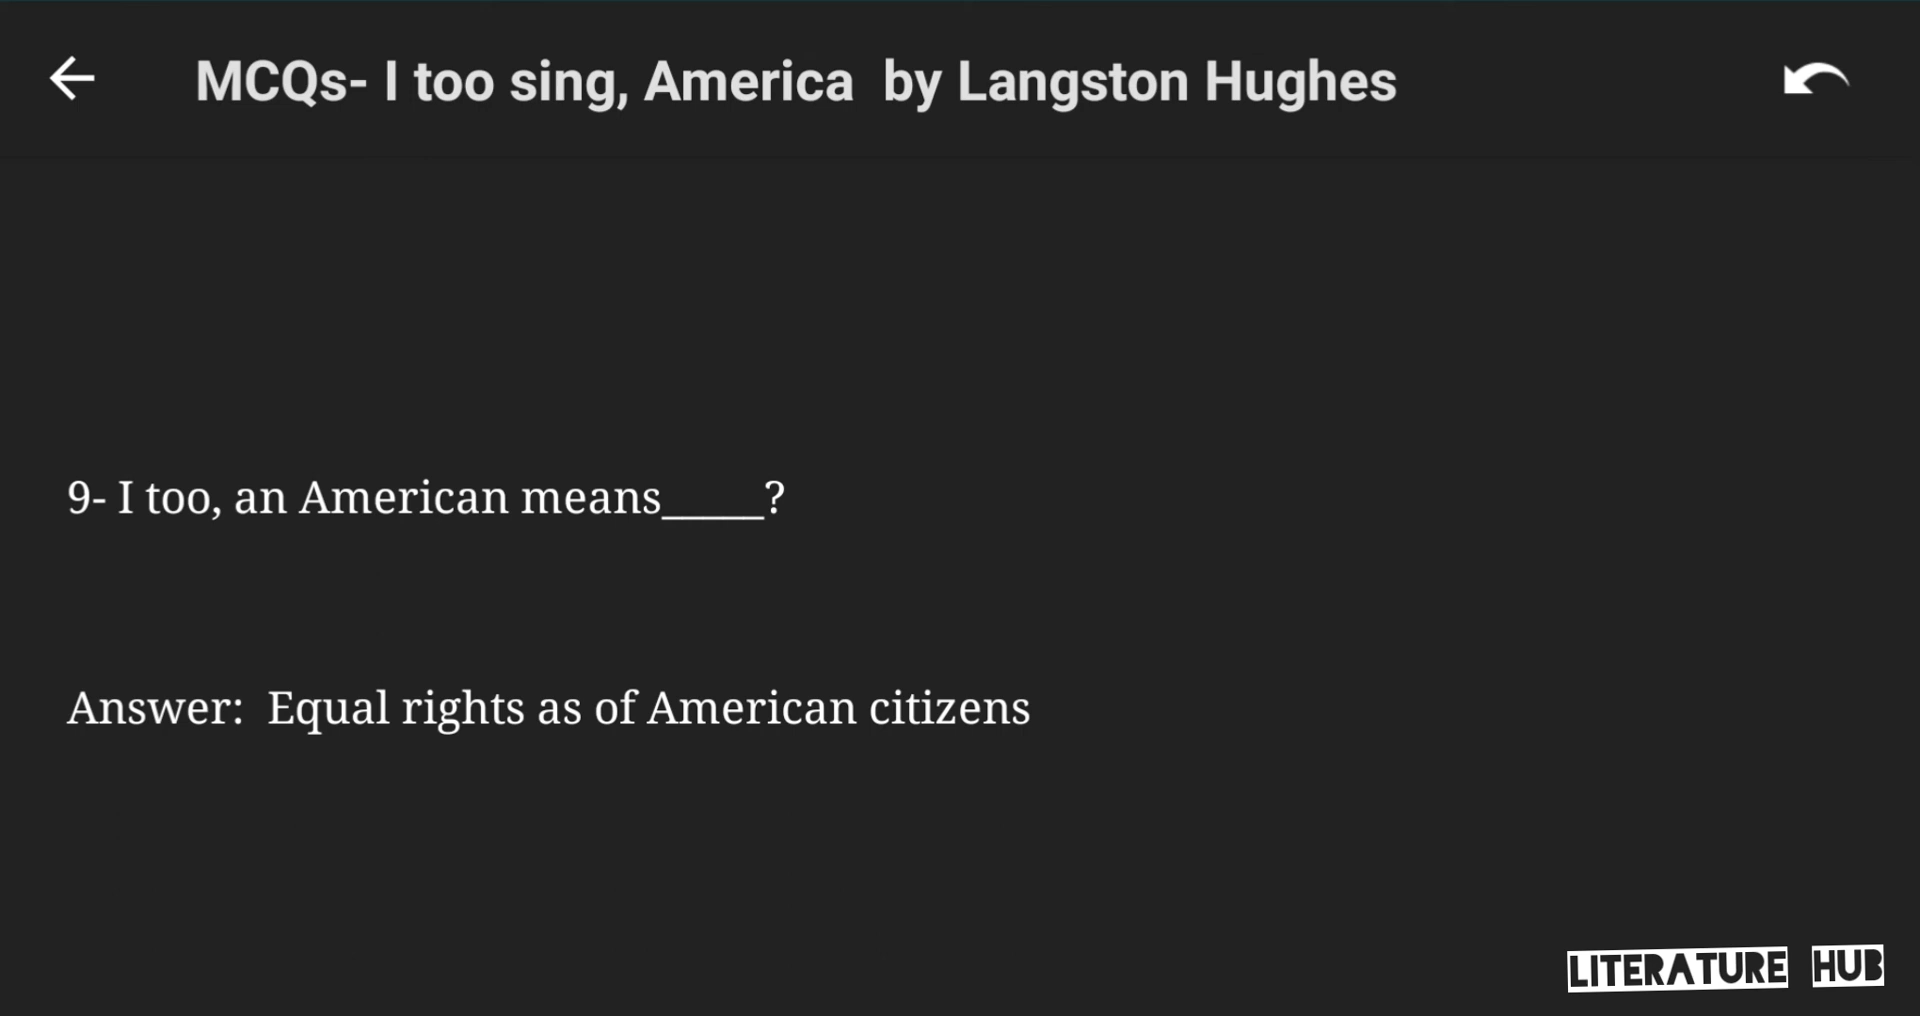 MCQs- I too sing, America by Langston Hughes
9- I too, an American means_____?
Answer: Equal rights as of American citizens
LITERATURE HUB